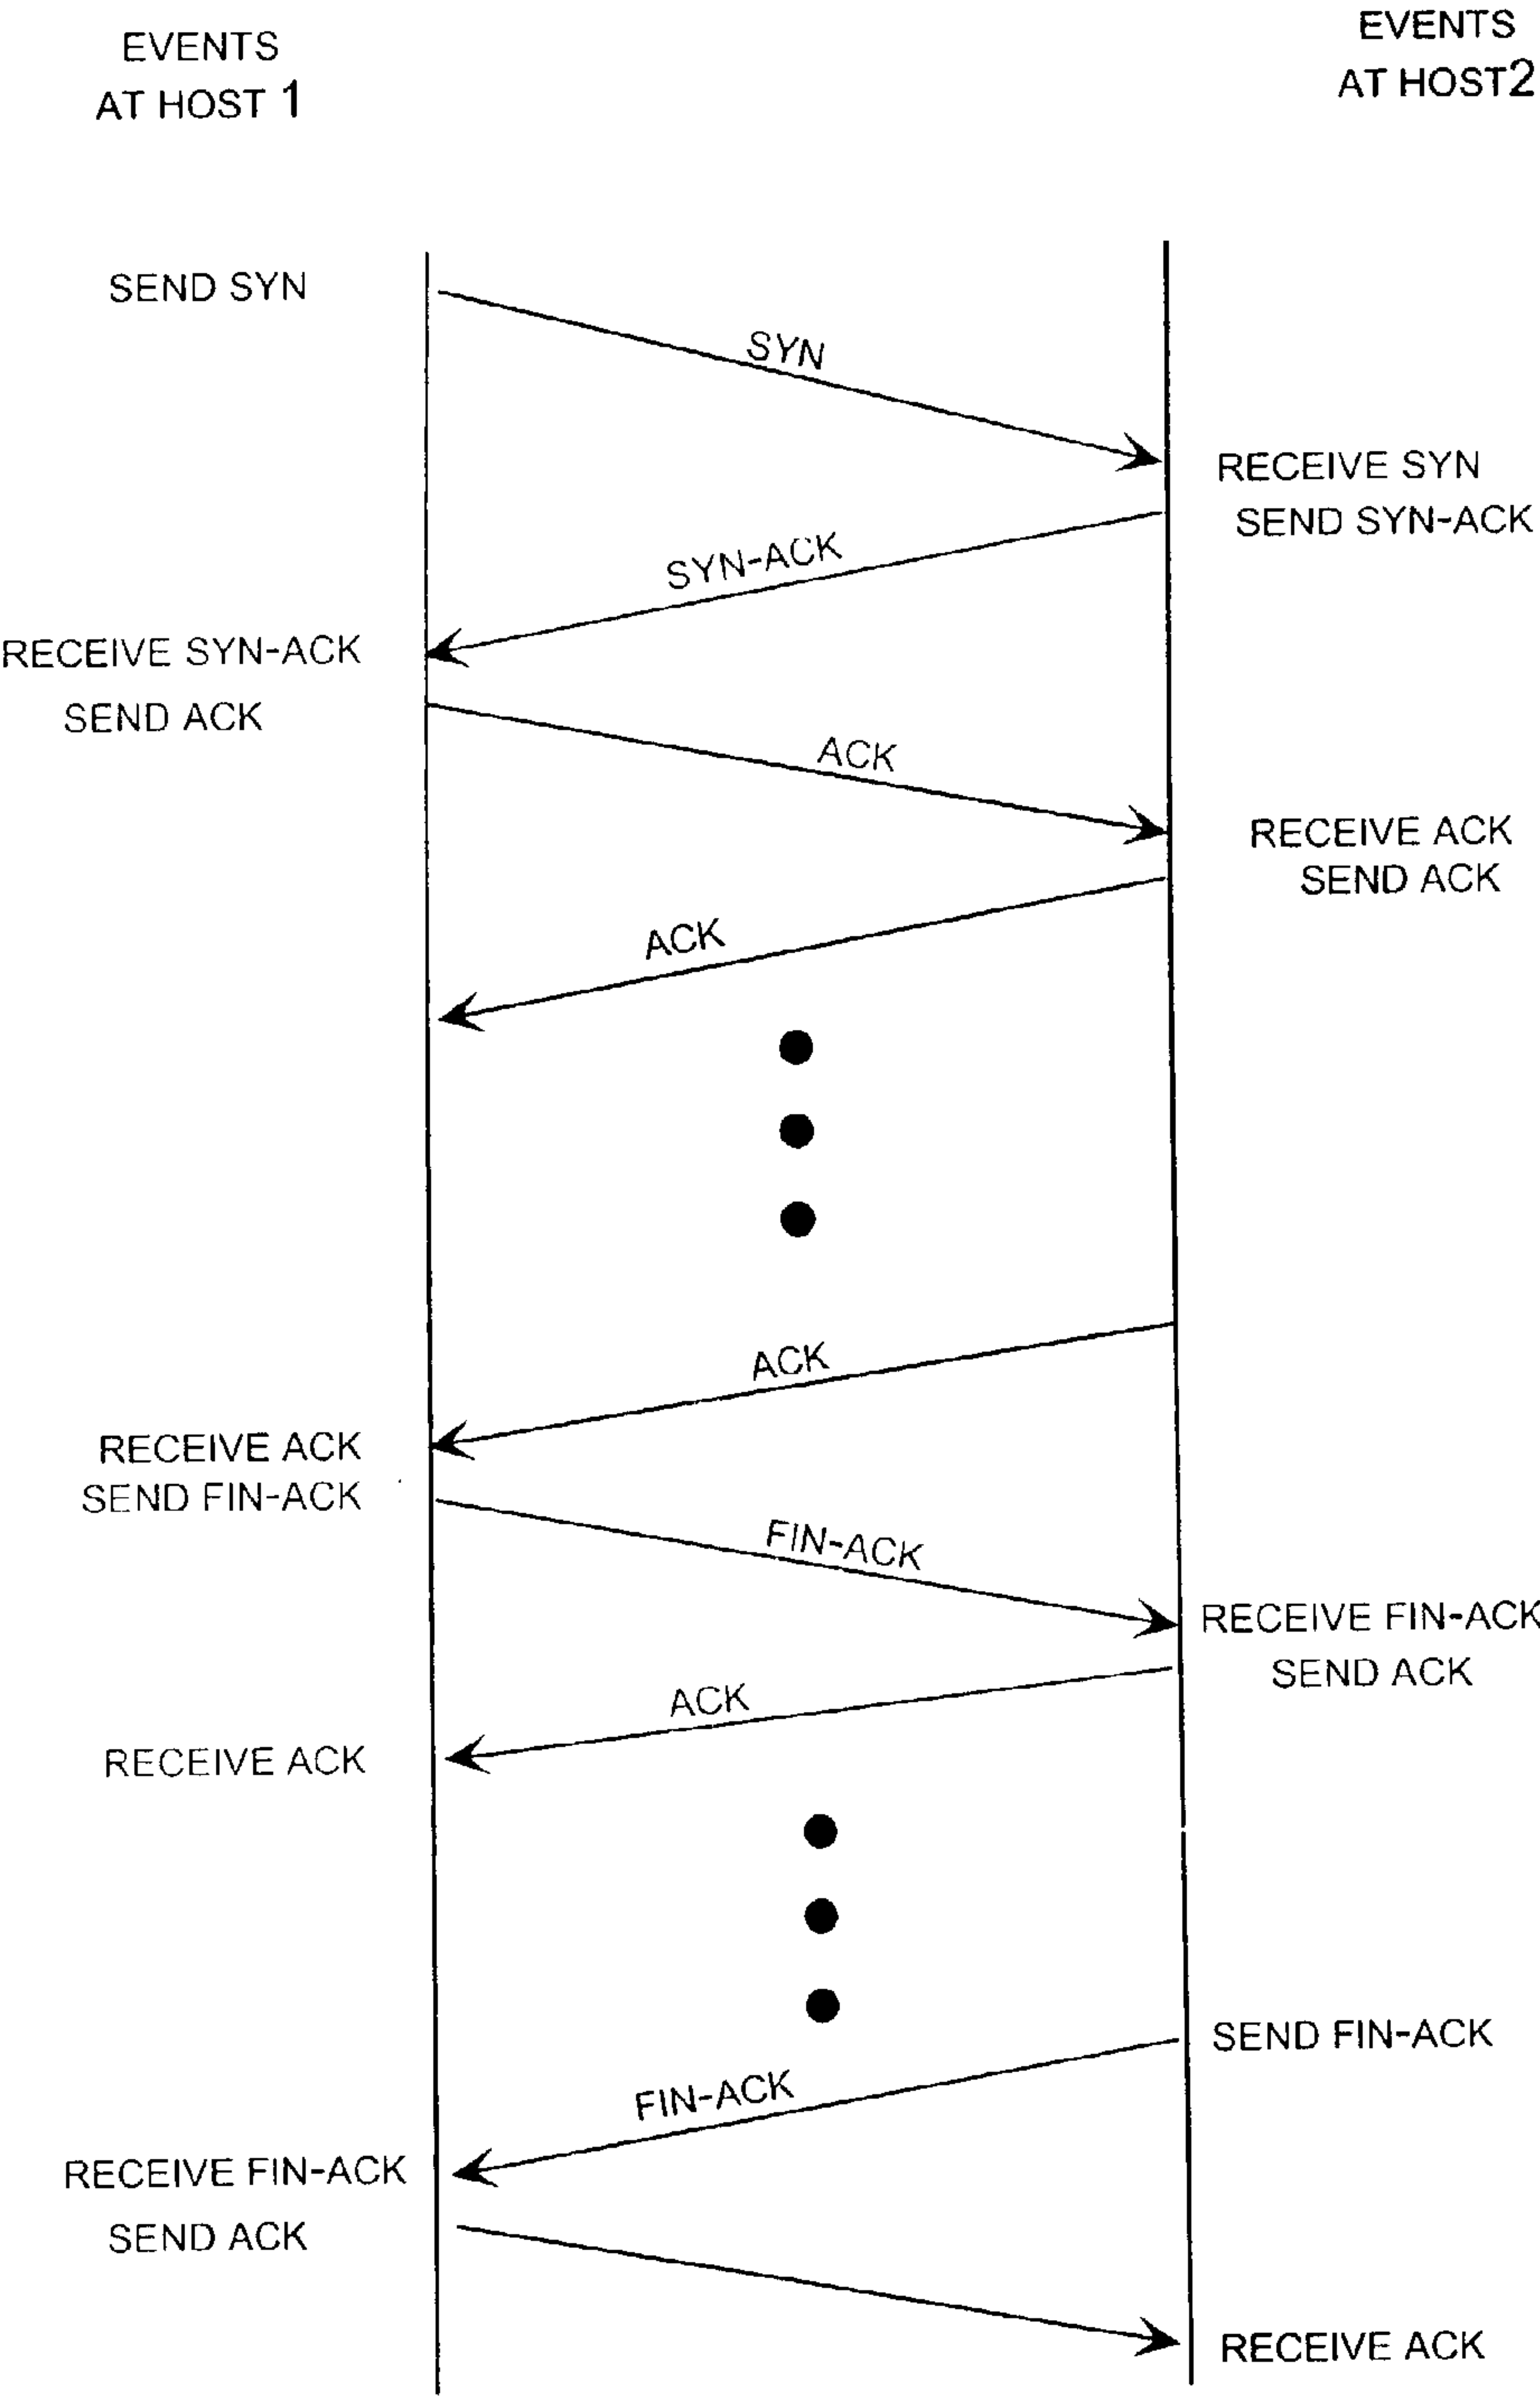 EVENTS
AT HOST 1
EVENTS
AT HOST2
SEND SYN
SYN
RECEIVE SYN
SEND SYN-ACK
SYN-ACK
RECEIVE SYN-ACK
SEND ACK
ACK
RECEIVE ACK
SEND ACK
ACK
ACK
RECEIVE ACK
SEND FIN-ACK
FIN-ACK
RECEIVE FIN-ACK
SEND ACK
ACK
RECEIVE ACK
SEND FIN-ACK
FIN-ACK
RECEIVE FIN-ACK
SEND ACK
RECEIVE ACK